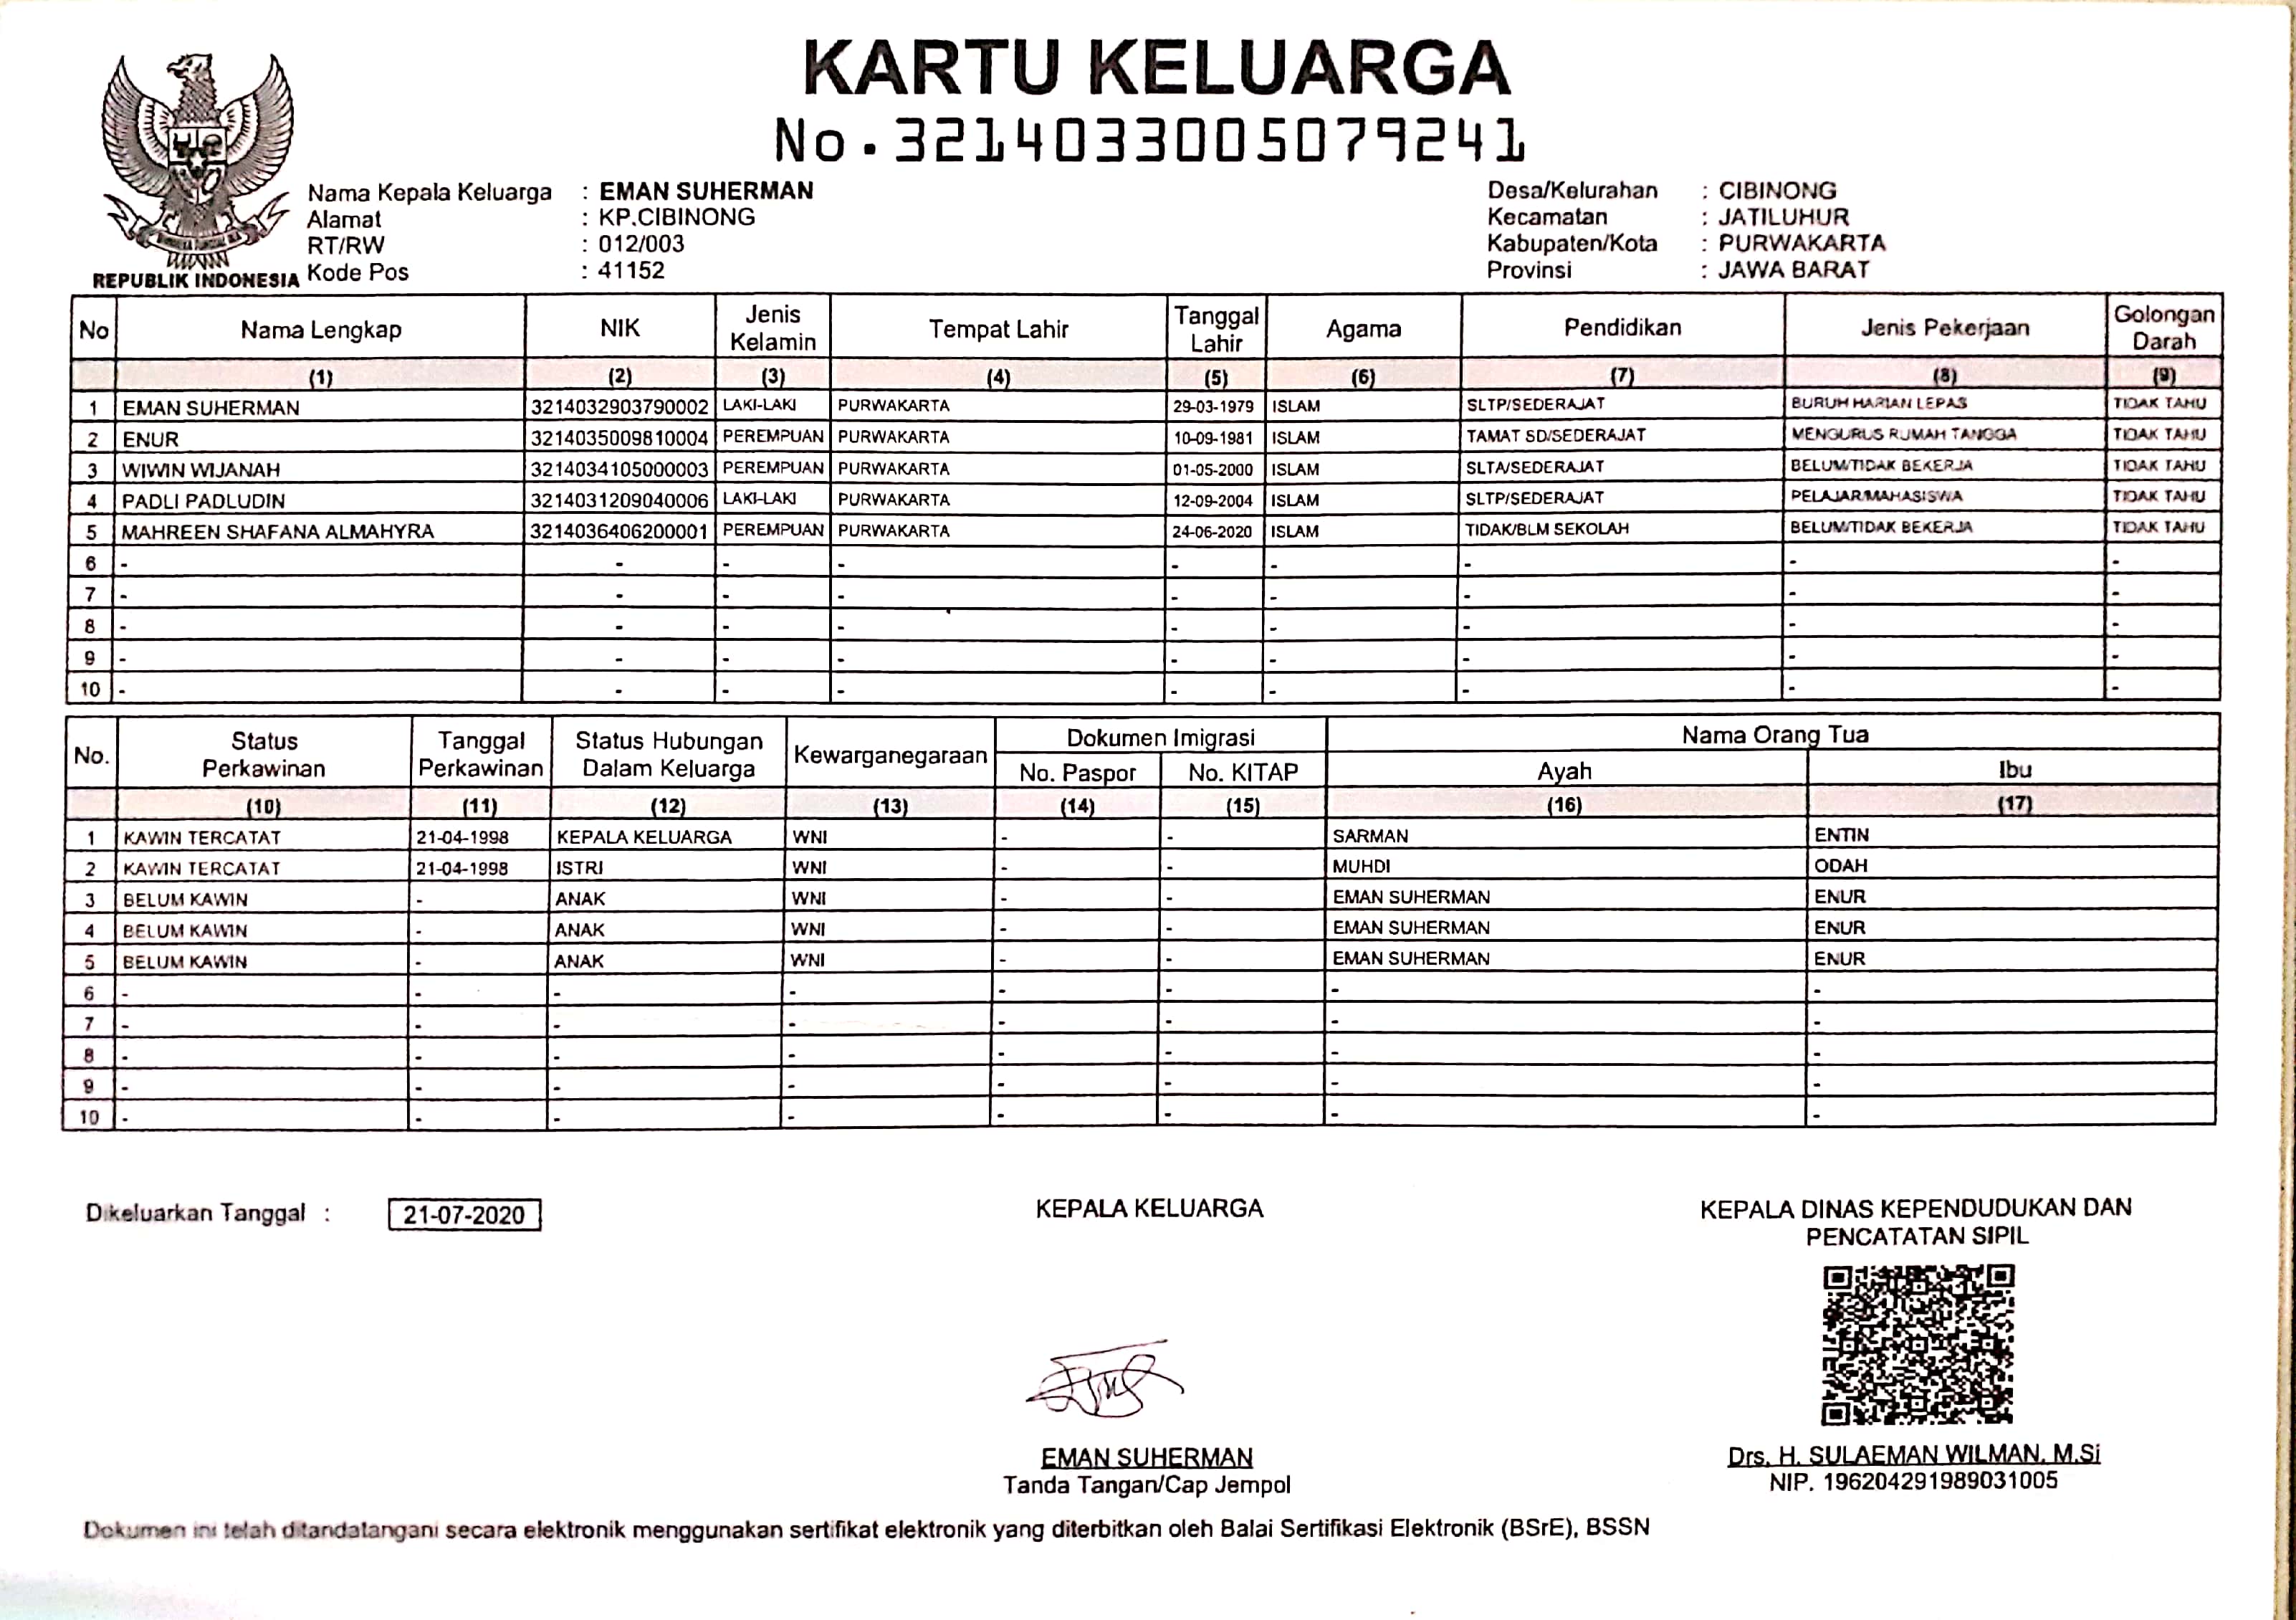 KARTU KELUARGA
No.3214033005079241
REPUBLIK INDONESIA
Nama Kepala Keluarga : EMAN SUHERMAN
Alamat : KP.CIBINONG
RT/RW : 012/003
Kode Pos : 41152
Desa/Kelurahan : CIBINONG
Kecamatan : JATILUHUR
Kabupaten/Kota : PURWAKARTA
Provinsi : JAWA BARAT
No Nama Lengkap NIK Jenis Kelamin Tempat Lahir Tanggal Lahir Agama Pendidikan Jenis Pekerjaan Golongan Darah
(1) (2) (3) (4) (5) (6) (7) (8) (9)
1 EMAN SUHERMAN 3214032903790002 LAKI-LAKI PURWAKARTA 29-03-1979 ISLAM SLTP/SEDERAJAT BURUH HARIAN LEPAS TIDAK TAHU
2 ENUR 3214035009810004 PEREMPUAN PURWAKARTA 10-09-1981 ISLAM TAMAT SD/SEDERAJAT MENGURUS RUMAH TANGGA TIDAK TAHU
3 WIWIN WIJANAH 3214034105000003 PEREMPUAN PURWAKARTA 01-05-2000 ISLAM SLTA/SEDERAJAT BELUM/TIDAK BEKERJA TIDAK TAHU
4 PADLI PADLUDIN 3214031209040006 LAKI-LAKI PURWAKARTA 12-09-2004 ISLAM SLTP/SEDERAJAT PELAJAR/MAHASISWA TIDAK TAHU
5 MAHREEN SHAFANA ALMAHYRA 3214036406200001 PEREMPUAN PURWAKARTA 24-06-2020 ISLAM TIDAK/BLM SEKOLAH BELUM/TIDAK BEKERJA TIDAK TAHU
6 - - - - - - - - -
7 - - - - - - - - -
8 - - - - - - - - -
9 - - - - - - - - -
10 - - - - - - - - -
No. Status Perkawinan Tanggal Perkawinan Status Hubungan Dalam Keluarga Kewarganegaraan Dokumen Imigrasi Nama Orang Tua
No. Paspor No. KITAP Ayah Ibu
(10) (11) (12) (13) (14) (15) (16) (17)
1 KAWIN TERCATAT 21-04-1998 KEPALA KELUARGA WNI - - SARMAN ENTIN
2 KAWIN TERCATAT 21-04-1998 ISTRI WNI - - MUHDI ODAH
3 BELUM KAWIN - ANAK WNI - - EMAN SUHERMAN ENUR
4 BELUM KAWIN - ANAK WNI - - EMAN SUHERMAN ENUR
5 BELUM KAWIN - ANAK WNI - - EMAN SUHERMAN ENUR
6 - - - - - - - -
7 - - - - - - - -
8 - - - - - - - -
9 - - - - - - - -
10 - - - - - - - -
Dikeluarkan Tanggal : 21-07-2020
KEPALA KELUARGA
EMAN SUHERMAN
Tanda Tangan/Cap Jempol
KEPALA DINAS KEPENDUDUKAN DAN
PENCATATAN SIPIL
Drs. H. SULAEMAN WILMAN, M.Si
NIP. 196204291989031005
Dokumen ini telah ditandatangani secara elektronik menggunakan sertifikat elektronik yang diterbitkan oleh Balai Sertifikasi Elektronik (BSrE), BSSN